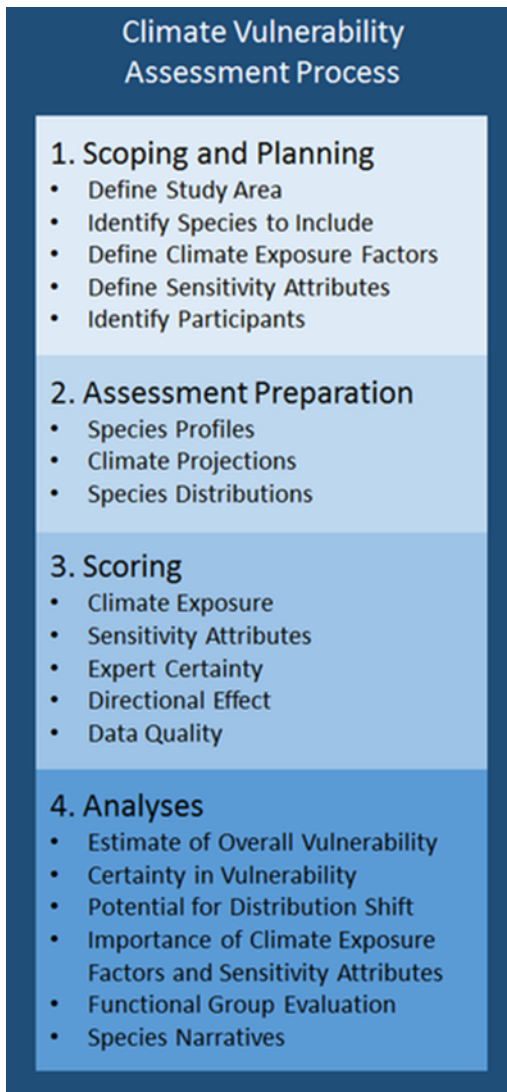 Climate Vulnerability
Assessment Process
1. Scoping and Planning
• Define Study Area
• Identify Species to Include
• Define Climate Exposure Factors
• Define Sensitivity Attributes
• Identify Participants
2. Assessment Preparation
• Species Profiles
• Climate Projections
• Species Distributions
3. Scoring
• Climate Exposure
• Sensitivity Attributes
• Expert Certainty
• Directional Effect
• Data Quality
4. Analyses
• Estimate of Overall Vulnerability
• Certainty in Vulnerability
• Potential for Distribution Shift
• Importance of Climate Exposure
Factors and Sensitivity Attributes
• Functional Group Evaluation
• Species Narratives